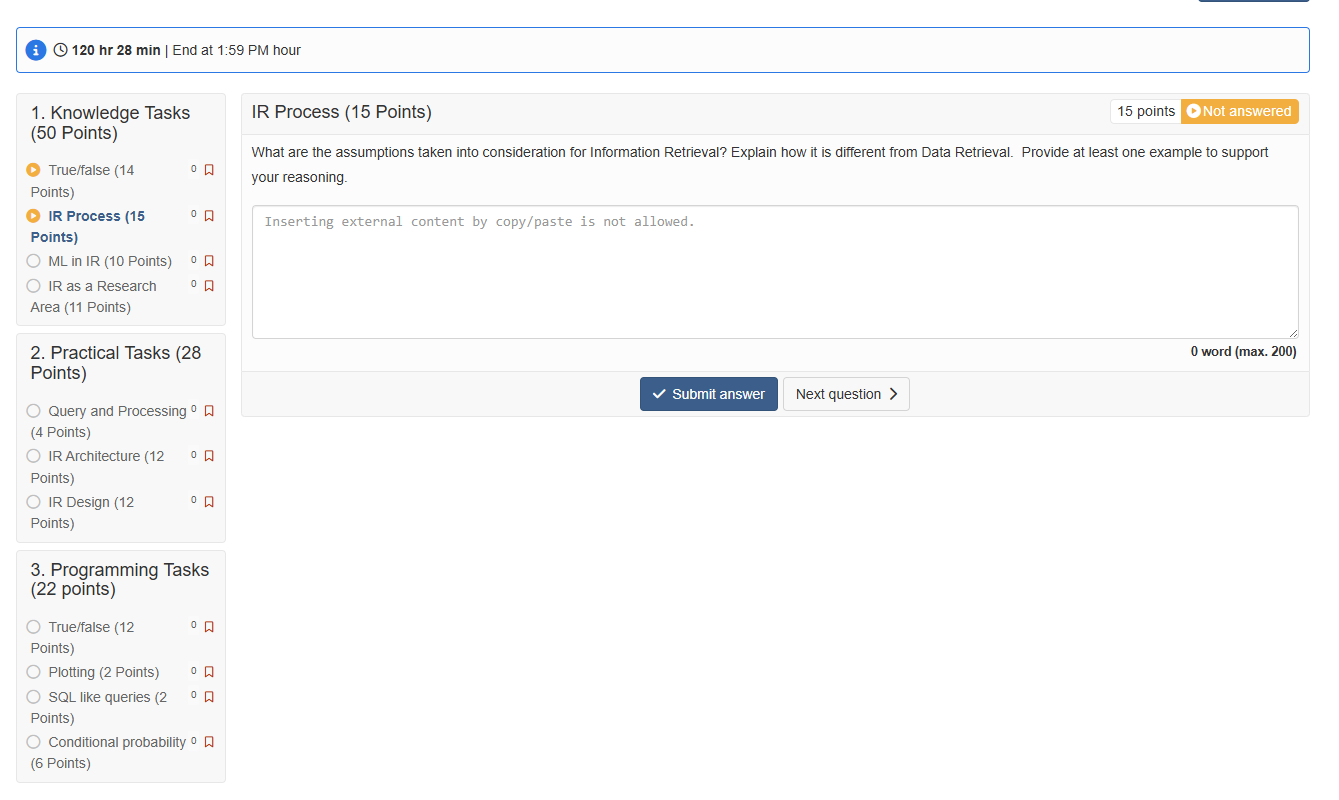 120 hr 28 min | End at 1:59 PM hour
1. Knowledge Tasks
(50 Points)
True/false (14 0
Points)
IR Process (15 0
Points)
ML in IR (10 Points) 0
IR as a Research 0
Area (11 Points)
2. Practical Tasks (28
Points)
Query and Processing 0
(4 Points)
IR Architecture (12 0
Points)
IR Design (12 0
Points)
3. Programming Tasks
(22 points)
True/false (12 0
Points)
Plotting (2 Points) 0
SQL like queries (2 0
Points)
Conditional probability 0
(6 Points)
IR Process (15 Points) 15 points Not answered
What are the assumptions taken into consideration for Information Retrieval? Explain how it is different from Data Retrieval.  Provide at least one example to support
your reasoning.
Inserting external content by copy/paste is not allowed.
0 word (max. 200)
Submit answer Next question